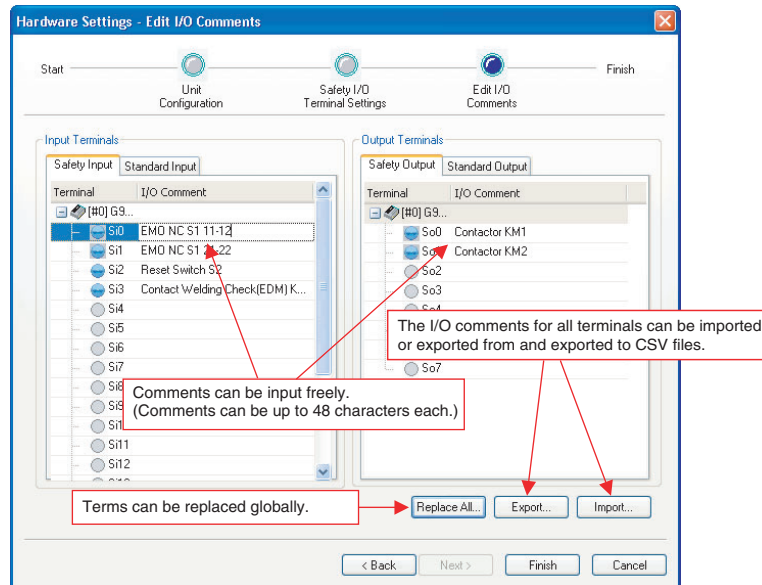 Hardware Settings - Edit I/O Comments
Start
Finish
Unit
Configuration
Safety I/O
Terminal Settings
Edit I/O
Comments
Input Terminals
Safety Input Standard Input
Terminal I/O Comment
[#0] G9...
Si0 EMO NC S1 11-12
Si1 EMO NC S1 21-22
Si2 Reset Switch S2
Si3 Contact Welding Check(EDM) K...
Si4
Si5
Si6
Si7
Si8
Si9
Si11
Si12
Output Terminals
Safety Output Standard Output
Terminal I/O Comment
[#0] G9...
So0 Contactor KM1
Contactor KM2
So2
So3
So7
The I/O comments for all terminals can be imported
or exported from and exported to CSV files.
Comments can be input freely.
(Comments can be up to 48 characters each.)
Terms can be replaced globally.
Replace All... Export... Import...
< Back Next > Finish Cancel